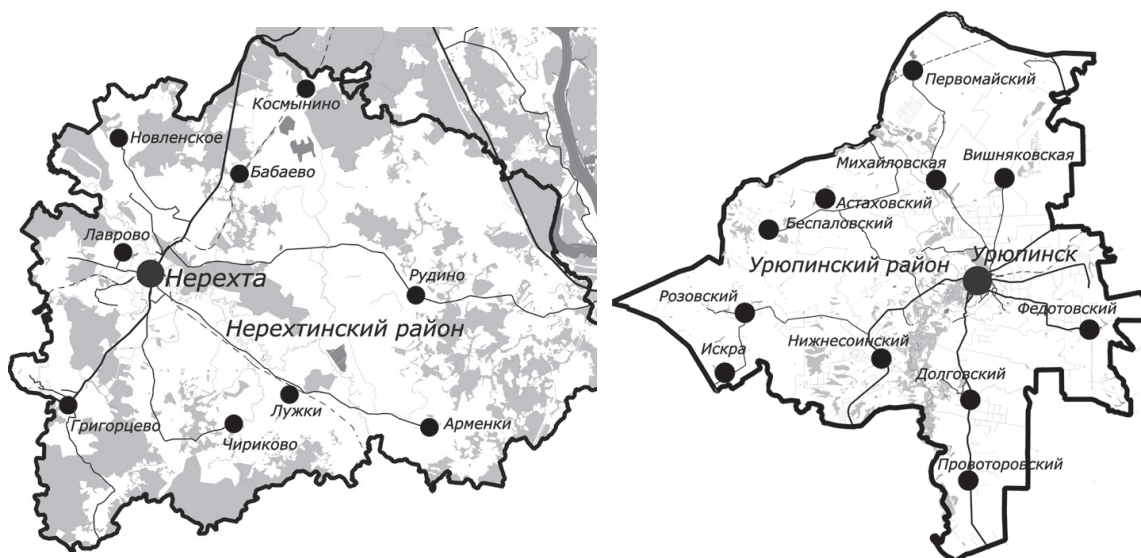 Космынино
Новленское
Бабаево
Лаврово
Нерехта
Рудино
Нерехтинский район
Лужки
Григорцево
Чириково
Арменки
Первомайский
Михайловская
Вишняковская
Астаховский
Беспаловский
Урюпинский район
Урюпинск
Розовский
Федотовский
Искра
Нижнесоинский
Долговский
Провоторовский